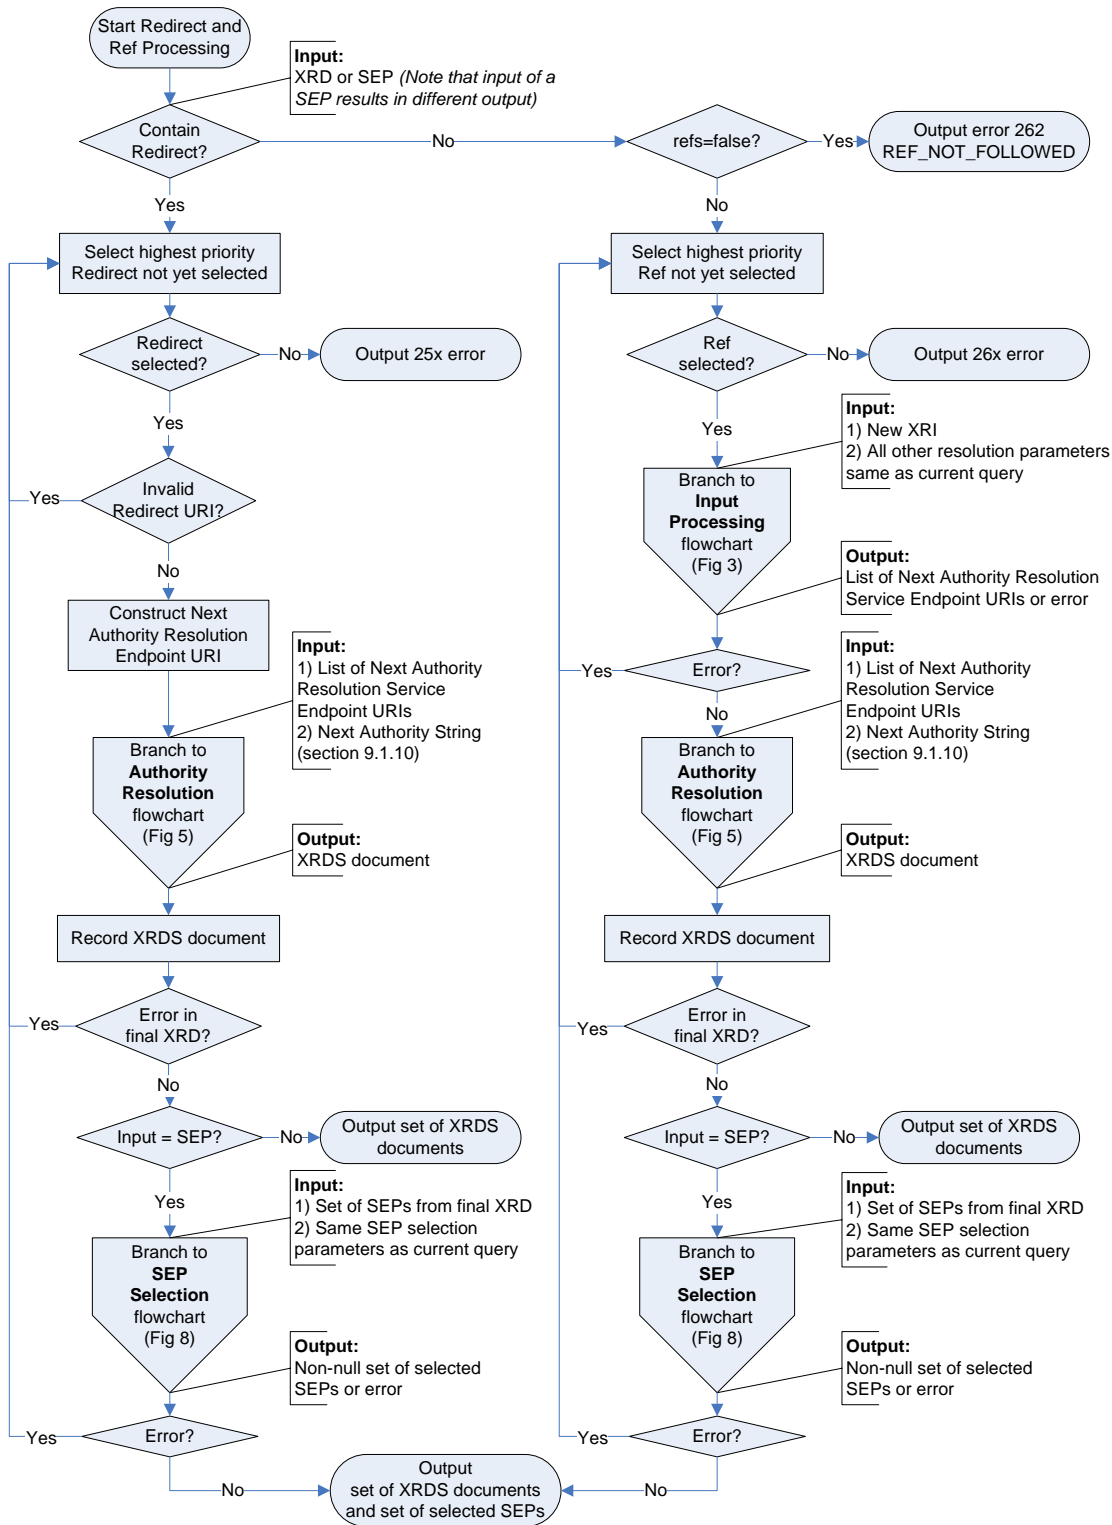 Start Redirect and
Ref Processing
Input:
XRD or SEP (Note that input of a
SEP results in different output)
Contain
Redirect?
No
refs=false?
Yes
Output error 262
REF_NOT_FOLLOWED
Yes
No
Select highest priority
Redirect not yet selected
Select highest priority
Ref not yet selected
Redirect
selected?
No
Output 25x error
Ref
selected?
No
Output 26x error
Yes
Yes
Input:
1) New XRI
2) All other resolution parameters
same as current query
Invalid
Redirect URI?
Yes
No
Branch to
Input
Processing
flowchart
(Fig 3)
Output:
List of Next Authority Resolution
Service Endpoint URIs or error
Construct Next
Authority Resolution
Endpoint URI
Input:
1) List of Next Authority
Resolution Service
Endpoint URIs
2) Next Authority String
(section 9.1.10)
Yes
Error?
No
Input:
1) List of Next Authority
Resolution Service
Endpoint URIs
2) Next Authority String
(section 9.1.10)
Branch to
Authority
Resolution
flowchart
(Fig 5)
Output:
XRDS document
Branch to
Authority
Resolution
flowchart
(Fig 5)
Output:
XRDS document
Record XRDS document
Record XRDS document
Yes
Error in
final XRD?
Yes
Error in
final XRD?
No
No
Input = SEP?
No
Output set of XRDS
documents
Input = SEP?
No
Output set of XRDS
documents
Yes
Yes
Input:
1) Set of SEPs from final XRD
2) Same SEP selection
parameters as current query
Input:
1) Set of SEPs from final XRD
2) Same SEP selection
parameters as current query
Branch to
SEP
Selection
flowchart
(Fig 8)
Output:
Non-null set of selected
SEPs or error
Branch to
SEP
Selection
flowchart
(Fig 8)
Output:
Non-null set of selected
SEPs or error
Yes
Error?
Yes
Error?
No
Output
set of XRDS documents
and set of selected SEPs
No